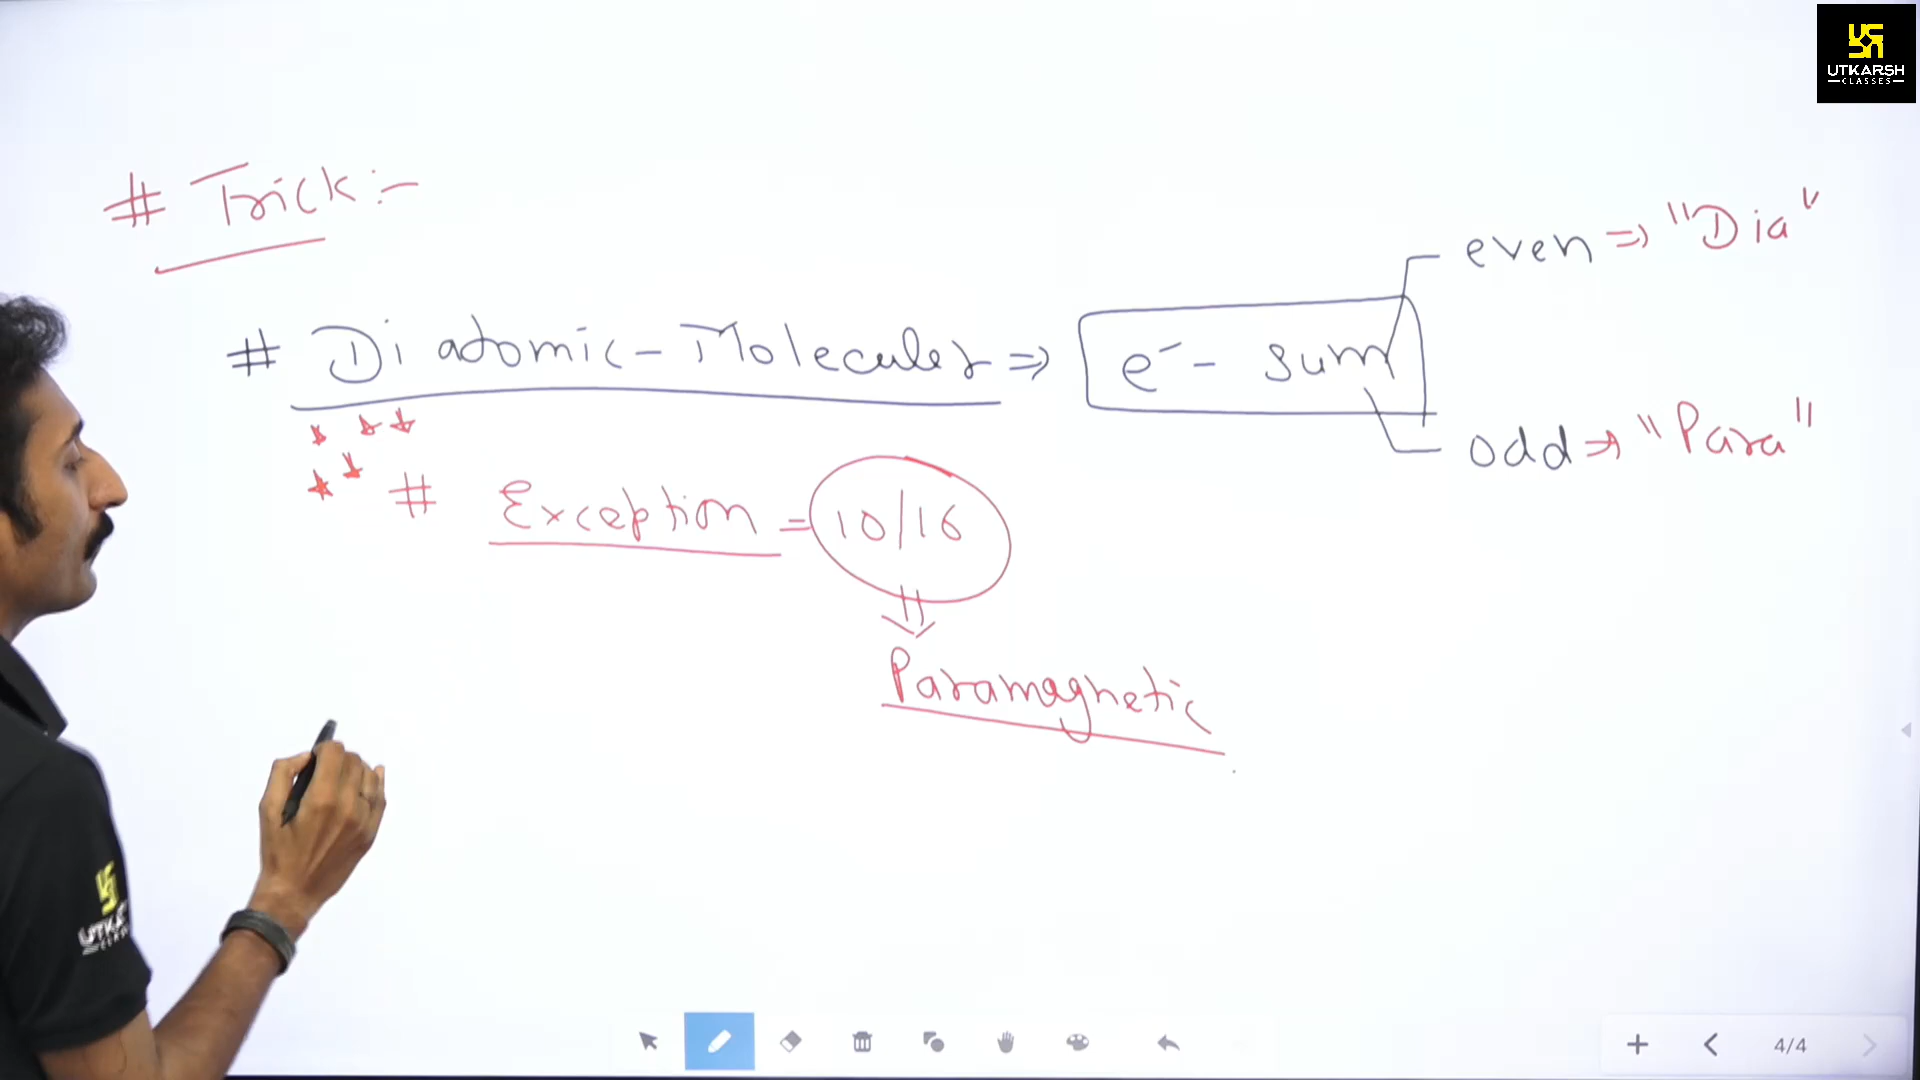 UTKARSH
CLASSES
# Trick :-
even => "Dia"
# Diatomic - Molecules => e⁻ - sum
odd => "Para"
# Exception = 10/16
Paramagnetic
4/4